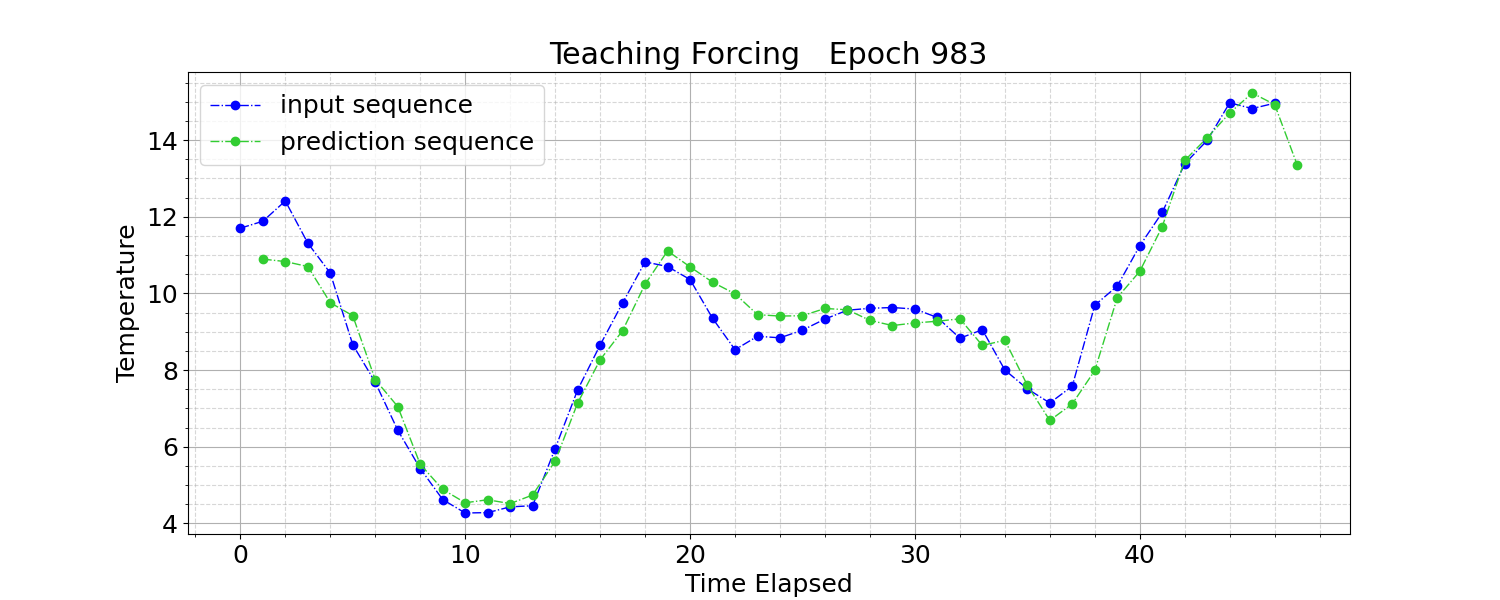 Teaching Forcing   Epoch 983
input sequence
prediction sequence
Temperature
14
12
10
8
6
4
0 10 20 30 40
Time Elapsed